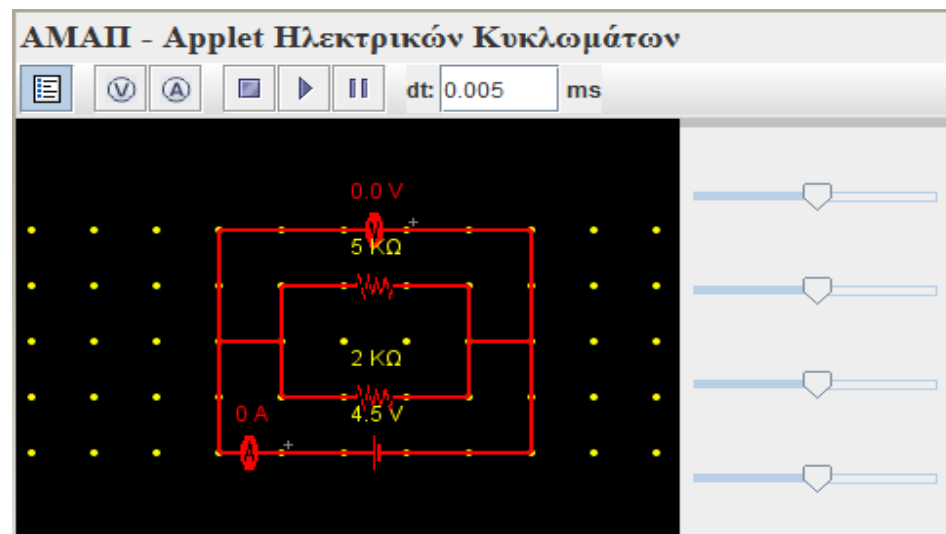 ΑΜΑΠ - Applet Ηλεκτρικών Κυκλωμάτων
V A dt: 0.005 ms
0.0 V
V +
5 KΩ
2 KΩ
0 A 4.5 V
A +